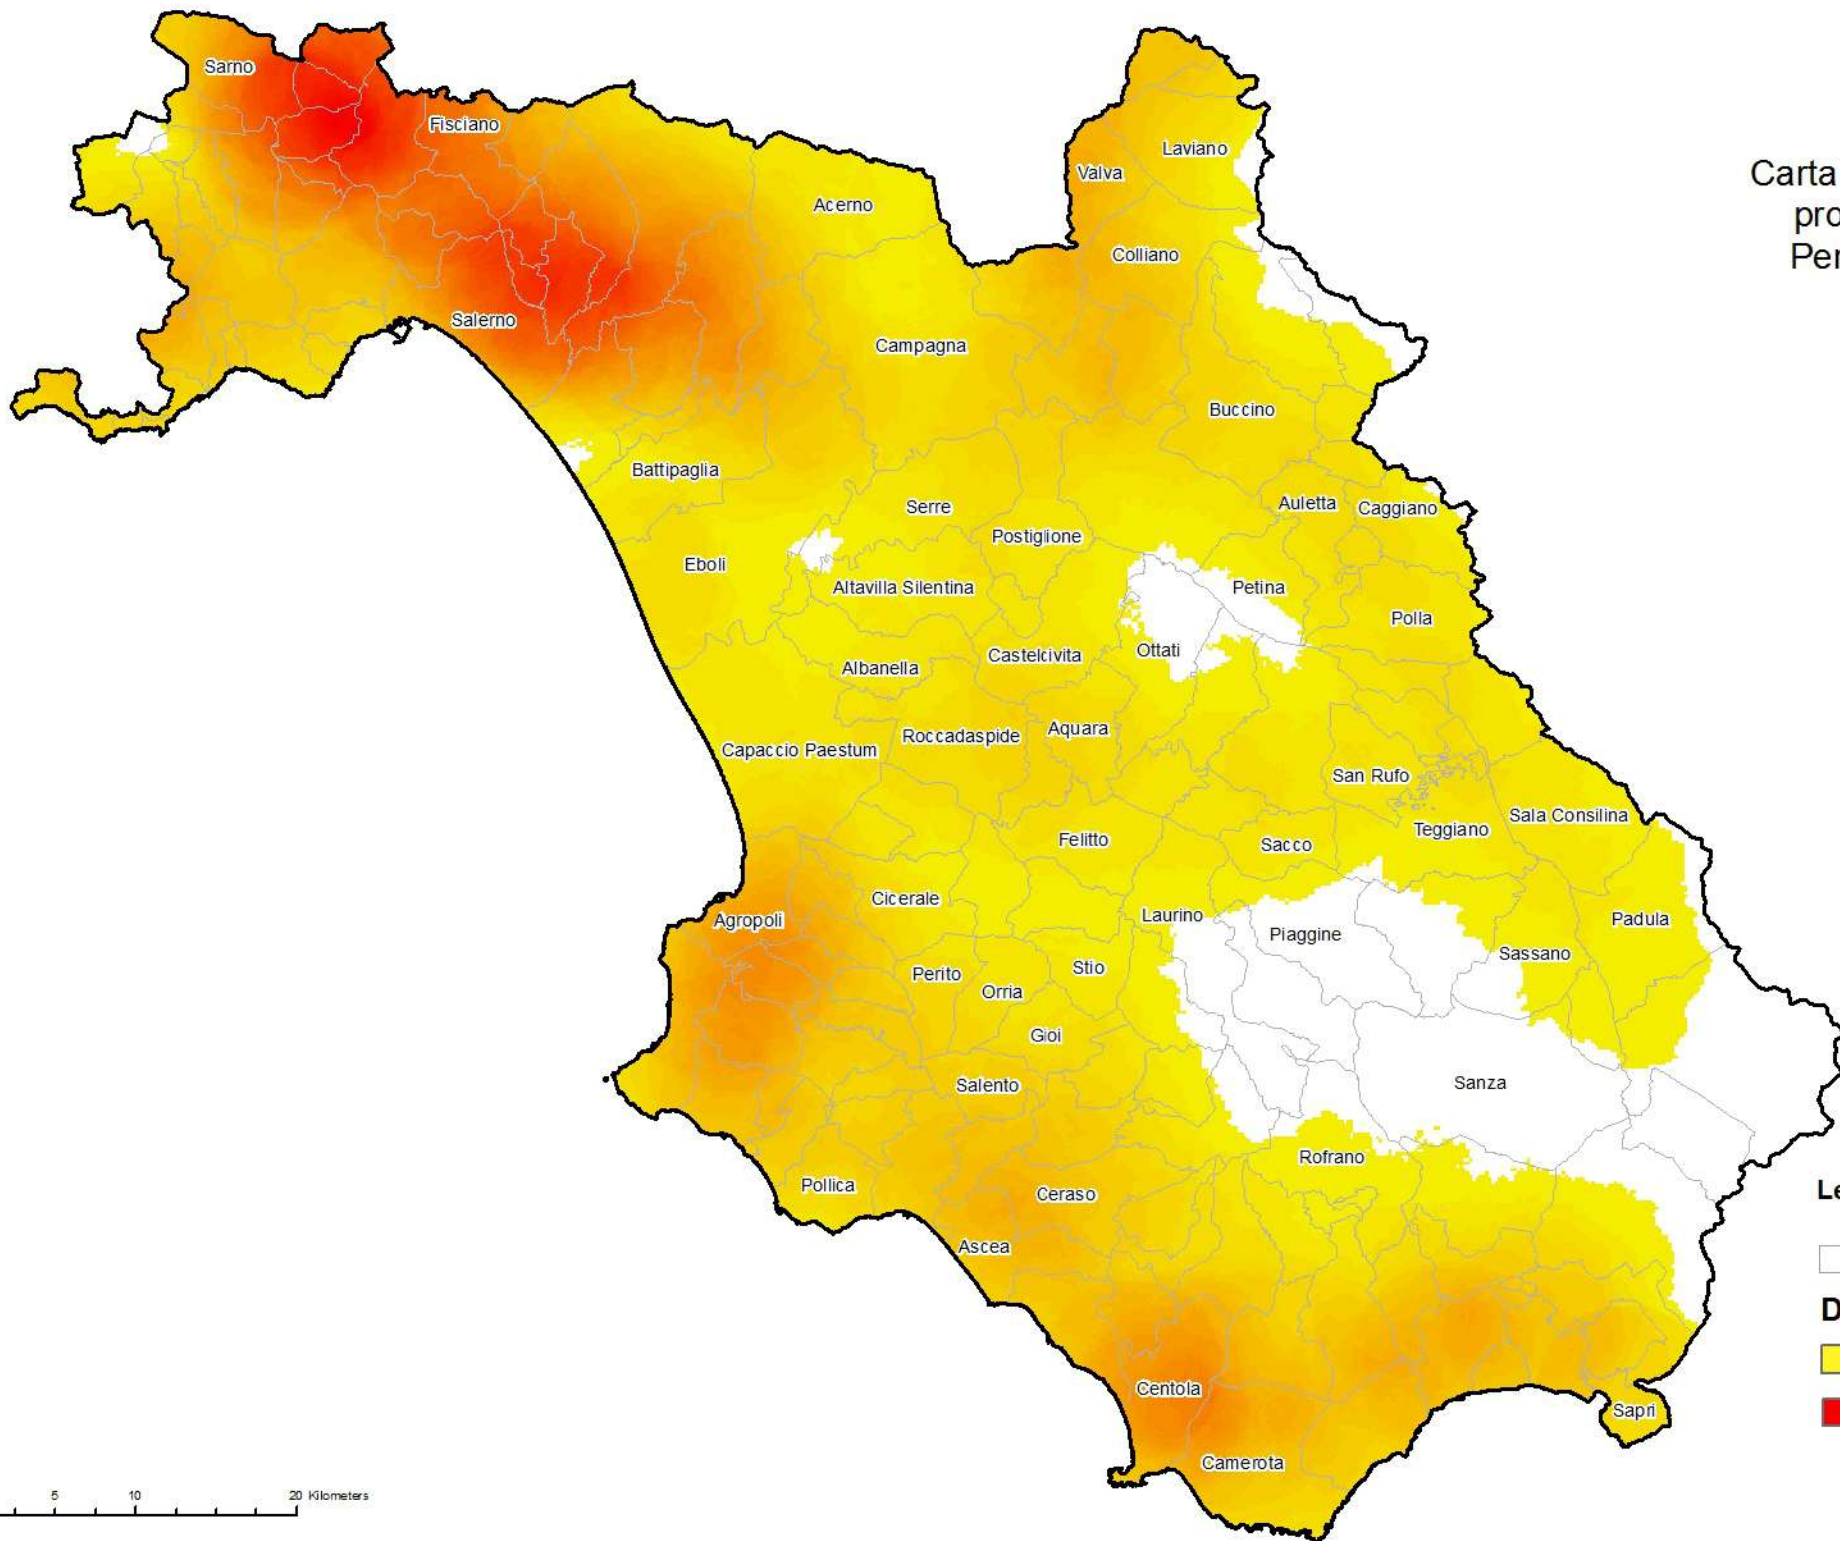 Sarno
Fisciano
Laviano
Valva
Carta
pro
Per
Acerno
Colliano
Salerno
Campagna
Buccino
Battipaglia
Serre
Auletta
Caggiano
Postiglione
Eboli
Altavilla Silentina
Petina
Polla
Ottati
Castelcivita
Albanella
Aquara
Roccadaspide
Capaccio Paestum
San Rufo
Sala Consilina
Teggiano
Felitto
Sacco
Cicerale
Laurino
Agropoli
Padula
Piaggine
Sassano
Stio
Perito
Orria
Gioi
Salento
Sanza
Rofrano
Pollica
Ceraso
Le
Ascea
D
Centola
Sapri
Camerota
5 10 20 Kilometers